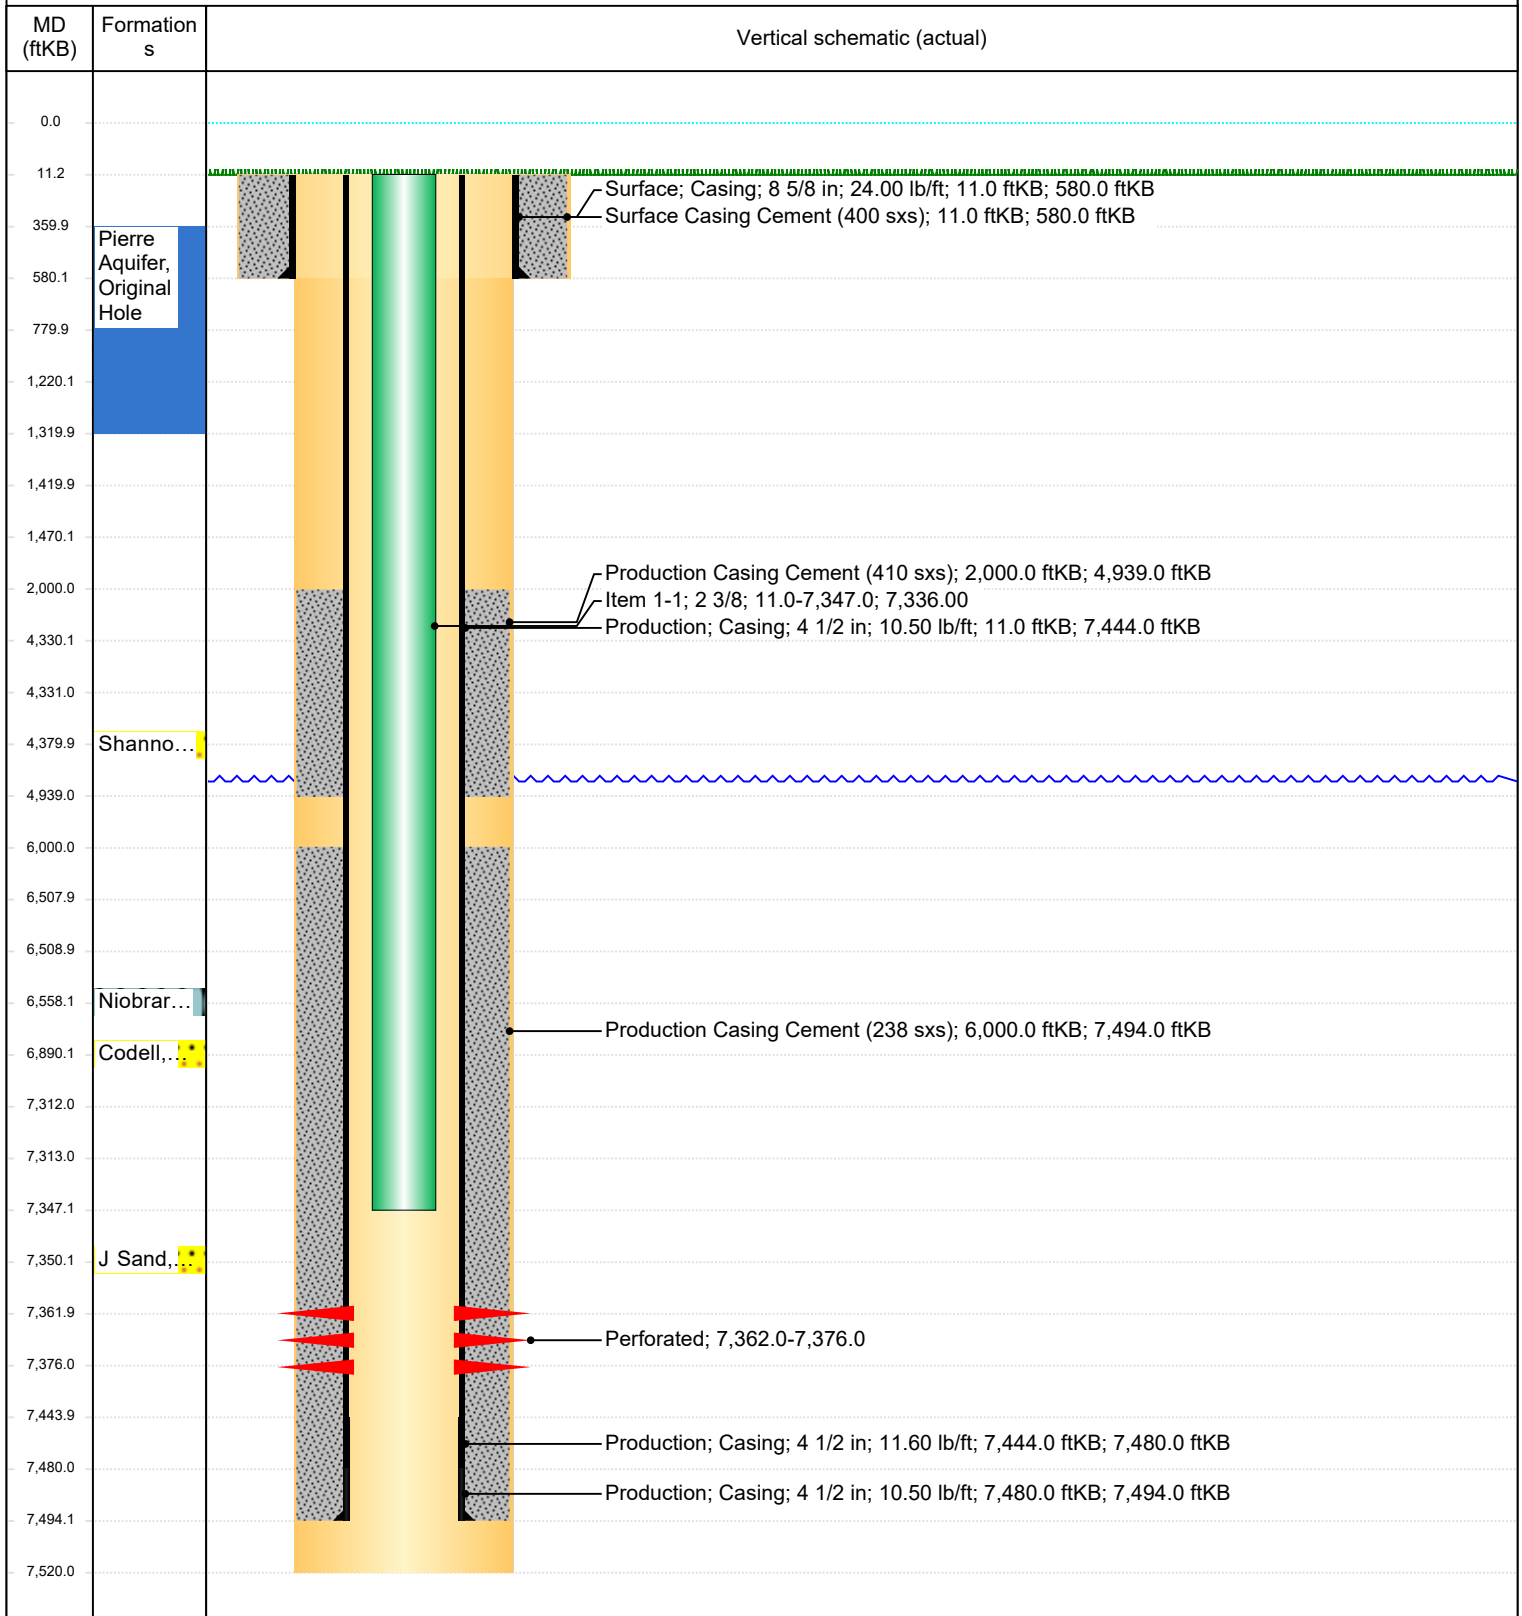 MD
(ftKB)
Formation
s
Vertical schematic (actual)
0.0
11.2
Surface; Casing; 8 5/8 in; 24.00 lb/ft; 11.0 ftKB; 580.0 ftKB
Surface Casing Cement (400 sxs); 11.0 ftKB; 580.0 ftKB
359.9
Pierre
Aquifer,
Original
Hole
580.1
779.9
1,220.1
1,319.9
1,419.9
1,470.1
Production Casing Cement (410 sxs); 2,000.0 ftKB; 4,939.0 ftKB
2,000.0
Item 1-1; 2 3/8; 11.0-7,347.0; 7,336.00
Production; Casing; 4 1/2 in; 10.50 lb/ft; 11.0 ftKB; 7,444.0 ftKB
4,330.1
4,331.0
4,379.9
Shanno…
4,939.0
6,000.0
6,507.9
6,508.9
6,558.1
Niobrar…
Production Casing Cement (238 sxs); 6,000.0 ftKB; 7,494.0 ftKB
6,890.1
Codell,…
7,312.0
7,313.0
7,347.1
7,350.1
J Sand,…
7,361.9
Perforated; 7,362.0-7,376.0
7,376.0
7,443.9
Production; Casing; 4 1/2 in; 11.60 lb/ft; 7,444.0 ftKB; 7,480.0 ftKB
7,480.0
Production; Casing; 4 1/2 in; 10.50 lb/ft; 7,480.0 ftKB; 7,494.0 ftKB
7,494.1
7,520.0